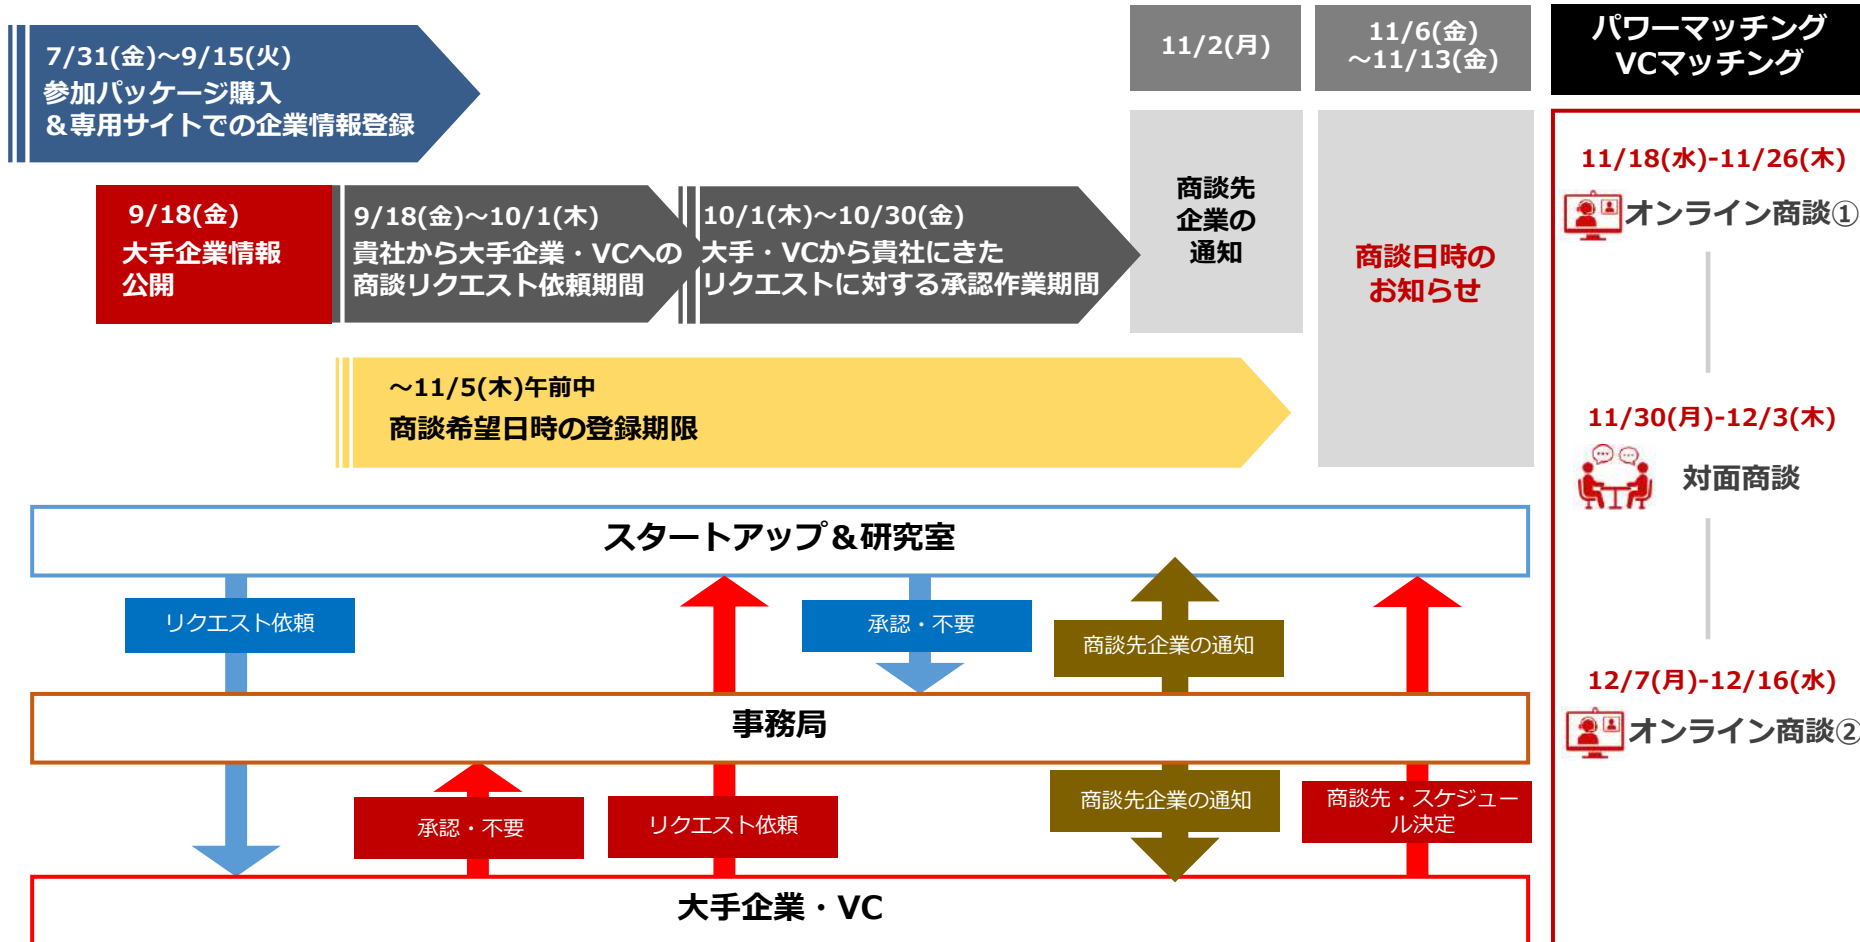 7/31(金)～9/15(火)
参加パッケージ購入
＆専用サイトでの企業情報登録
11/2(月)
11/6(金)
～11/13(金)
パワーマッチング
VCマッチング
9/18(金)
大手企業情報
公開
9/18(金)～10/1(木)
貴社から大手企業・VCへの
商談リクエスト依頼期間
10/1(木)～10/30(金)
大手・VCから貴社にきた
リクエストに対する承認作業期間
商談先
企業の
通知
商談日時の
お知らせ
～11/5(木)午前中
商談希望日時の登録期限
11/18(水)-11/26(木)
オンライン商談①
11/30(月)-12/3(木)
対面商談
12/7(月)-12/16(水)
オンライン商談②
スタートアップ＆研究室
リクエスト依頼
承認・不要
商談先企業の通知
事務局
承認・不要
リクエスト依頼
商談先企業の通知
商談先・スケジュー
ル決定
大手企業・VC